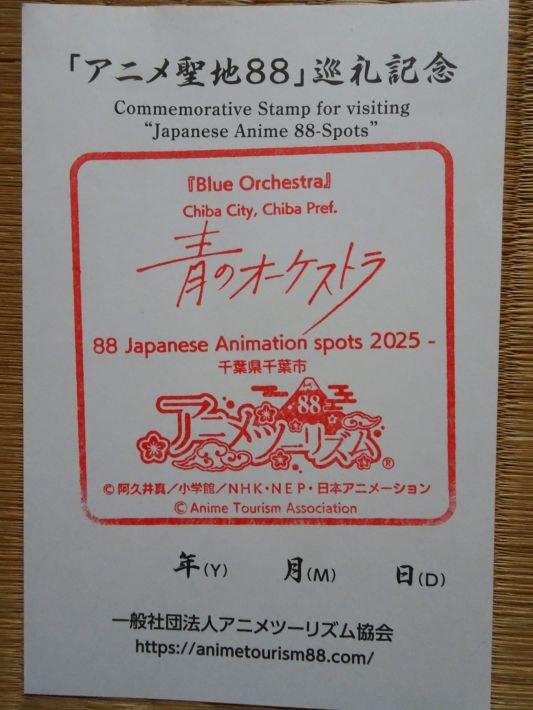 「アニメ聖地88」巡礼記念
Commemorative Stamp for visiting
“Japanese Anime 88-Spots”
『Blue Orchestra』
Chiba City, Chiba Pref.
青のオーケストラ
88 Japanese Animation spots 2025 -
千葉県千葉市
88
アニメツーリズム®
© 阿久井真／小学館／NHK・NEP・日本アニメーション
© Anime Tourism Association
年(Y) 月(M) 日(D)
一般社団法人アニメツーリズム協会
https://animetourism88.com/